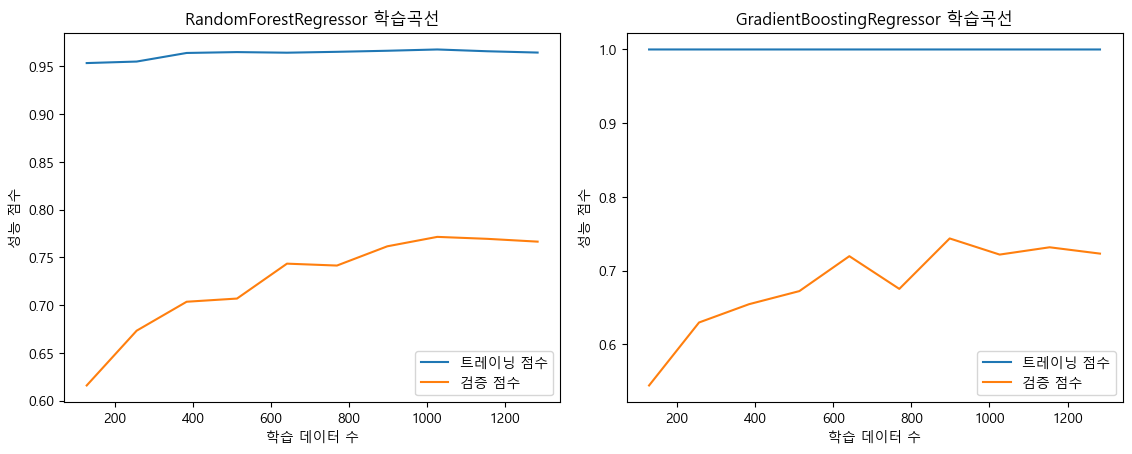 RandomForestRegressor 학습곡선
성능 점수
0.95
0.90
0.85
0.80
0.75
0.70
0.65
0.60
200 400 600 800 1000 1200
학습 데이터 수
트레이닝 점수
검증 점수
GradientBoostingRegressor 학습곡선
성능 점수
1.0
0.9
0.8
0.7
0.6
200 400 600 800 1000 1200
학습 데이터 수
트레이닝 점수
검증 점수